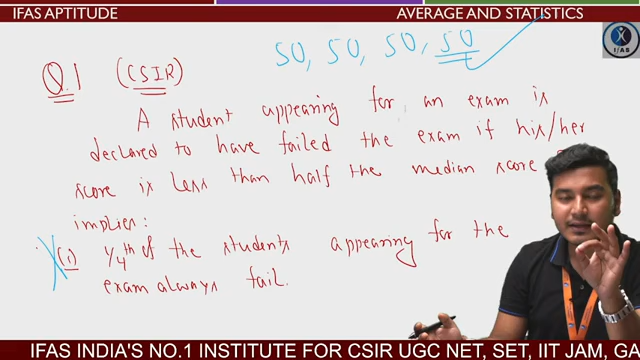 IFAS APTITUDE
AVERAGE AND STATISTICS
50, 50, 50, 50
IFAS
Q.1 (CSIR)
A student appearing for an exam is
declared to have failed the exam if his/her
score is less than half the median score
implies:
(1) 1/4th of the students appearing for the
exam always fail.
IFAS INDIA'S NO.1 INSTITUTE FOR CSIR UGC NET, SET, IIT JAM, GA